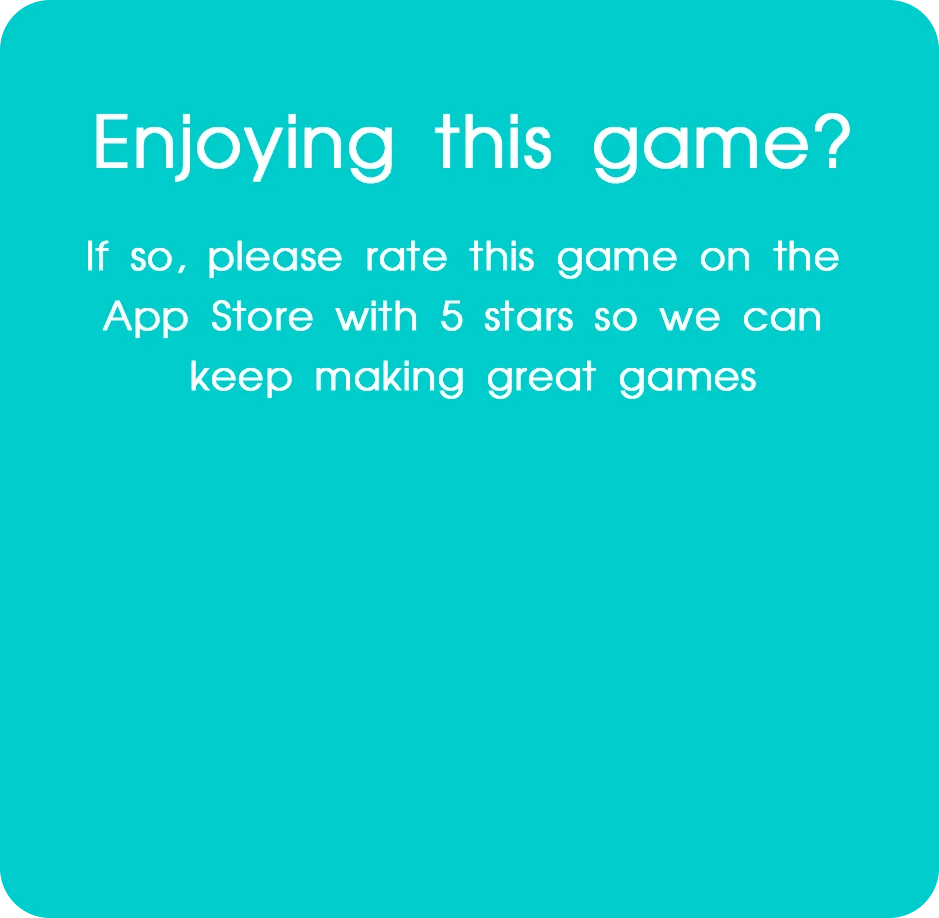 Enjoying this game?
If so, please rate this game on the
App Store with 5 stars so we can
keep making great games